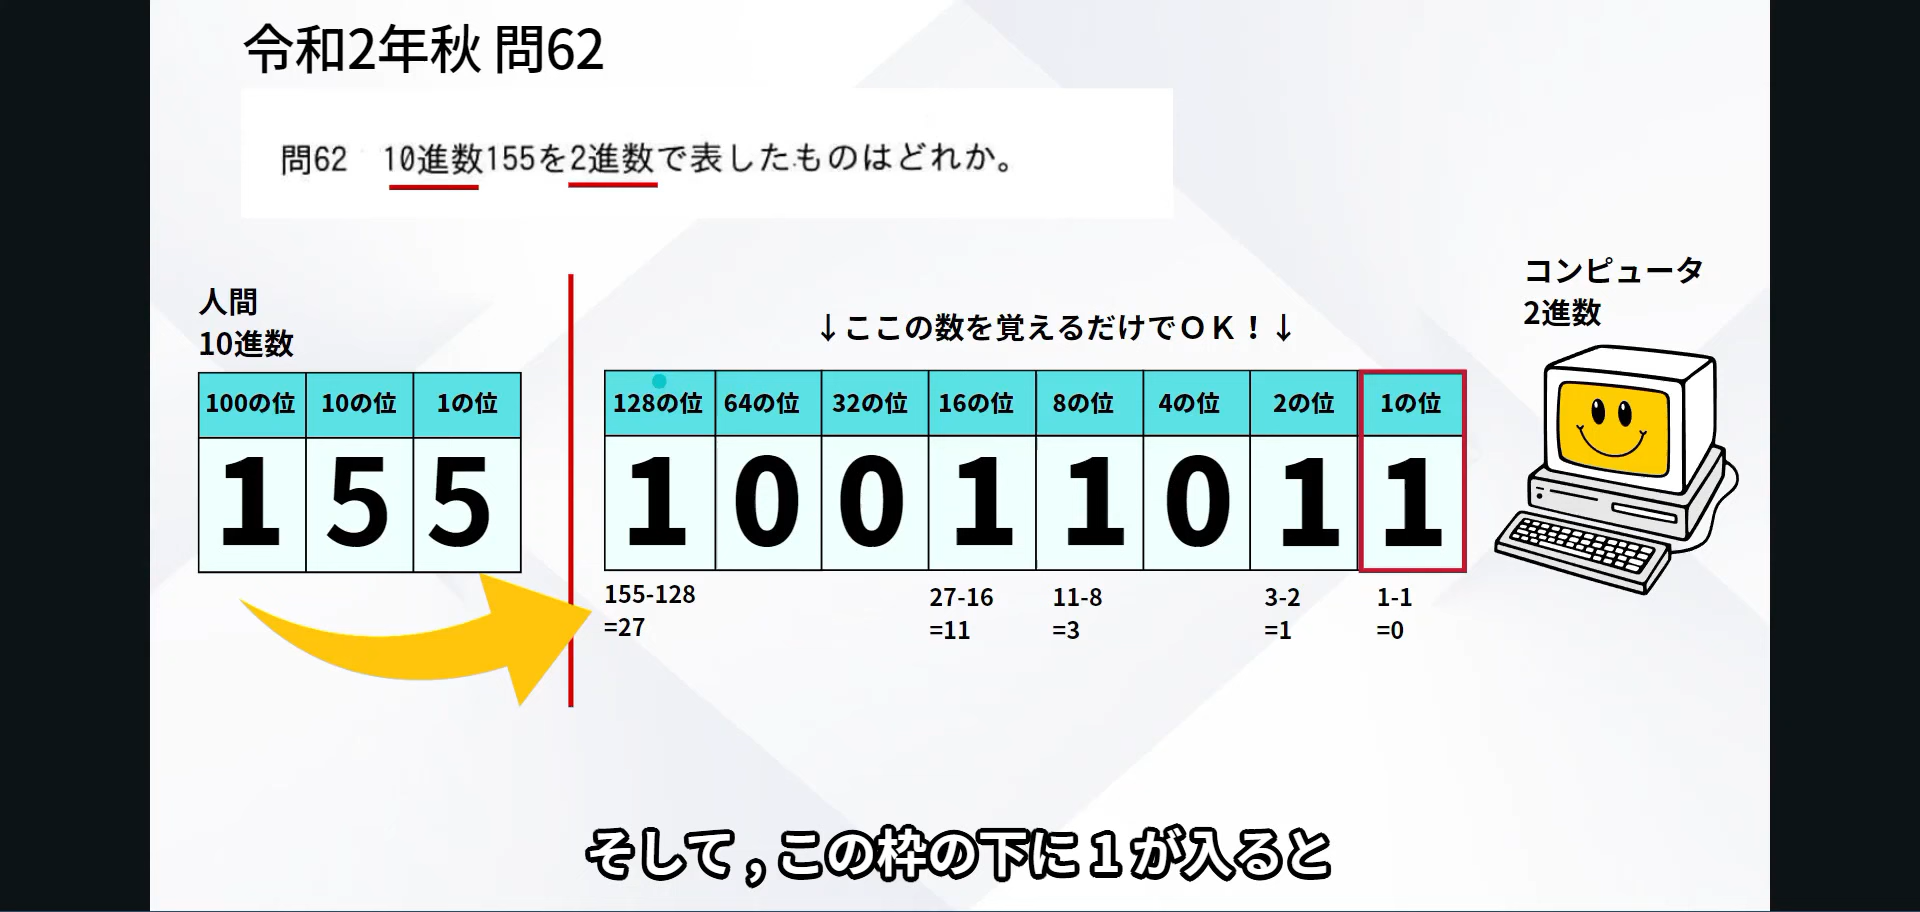 令和2年秋 問62
問62 10進数155を2進数で表したものはどれか。
人間
10進数
↓ここの数を覚えるだけでＯＫ！↓
コンピュータ
2進数
100の位 10の位 1の位
1 5 5
128の位 64の位 32の位 16の位 8の位 4の位 2の位 1の位
1 0 0 1 1 0 1 1
155-128 27-16 11-8 3-2 1-1
=27 =11 =3 =1 =0
そして，この枠の下に１が入ると